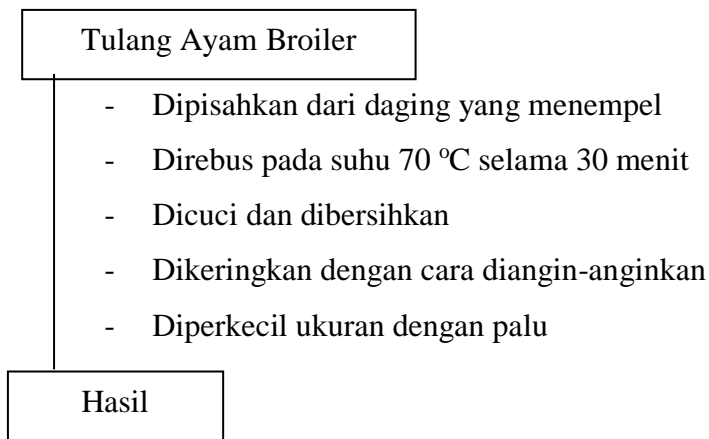 Tulang Ayam Broiler
- Dipisahkan dari daging yang menempel
- Direbus pada suhu 70 ºC selama 30 menit
- Dicuci dan dibersihkan
- Dikeringkan dengan cara diangin-anginkan
- Diperkecil ukuran dengan palu
Hasil